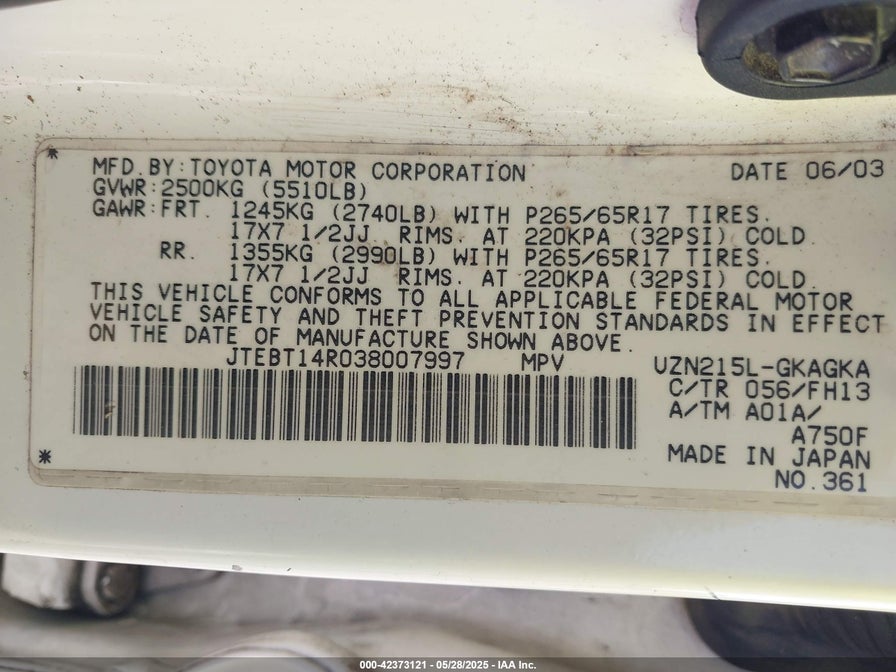 MFD. BY: TOYOTA MOTOR CORPORATION DATE 06/03
GVWR: 2500KG (5510LB)
GAWR: FRT. 1245KG (2740LB) WITH P265/65R17 TIRES.
17X7 1/2JJ RIMS. AT 220KPA (32PSI) COLD.
RR. 1355KG (2990LB) WITH P265/65R17 TIRES.
17X7 1/2JJ RIMS. AT 220KPA (32PSI) COLD.
THIS VEHICLE CONFORMS TO ALL APPLICABLE FEDERAL MOTOR
VEHICLE SAFETY AND THEFT PREVENTION STANDARDS IN EFFECT
ON THE DATE OF MANUFACTURE SHOWN ABOVE.
JTEBT14R038007997 MPV UZN215L-GKAGKA
C/TR 056/FH13
A/TM A01A/
A750F
MADE IN JAPAN
NO. 361
000-42373121 - 05/28/2025 - IAA Inc.